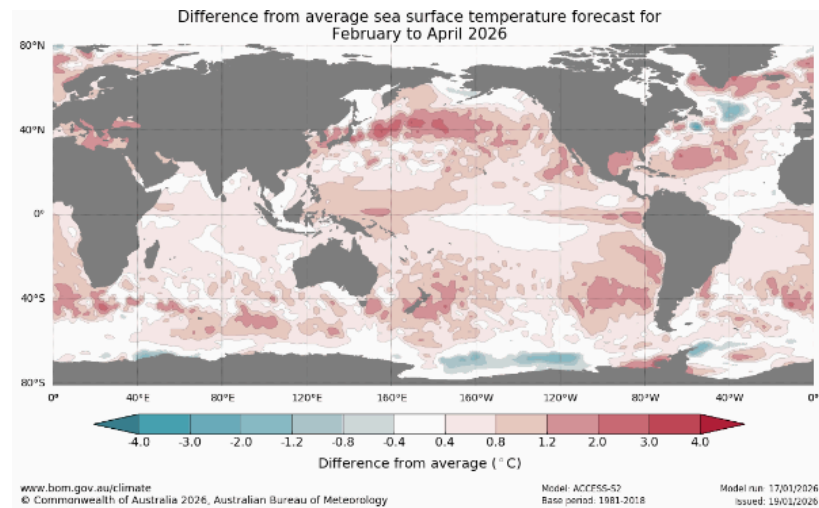 Difference from average sea surface temperature forecast for
February to April 2026
80°N
40°N
0°
40°S
80°S
0° 40°E 80°E 120°E 160°E 160°W 120°W 80°W 40°W 0°
-4.0 -3.0 -2.0 -1.2 -0.8 -0.4 0.4 0.8 1.2 2.0 3.0 4.0
Difference from average (°C)
www.bom.gov.au/climate
© Commonwealth of Australia 2026, Australian Bureau of Meteorology
Model: ACCESS-S2
Base period: 1981-2018
Model run: 17/01/2026
Issued: 19/01/2026